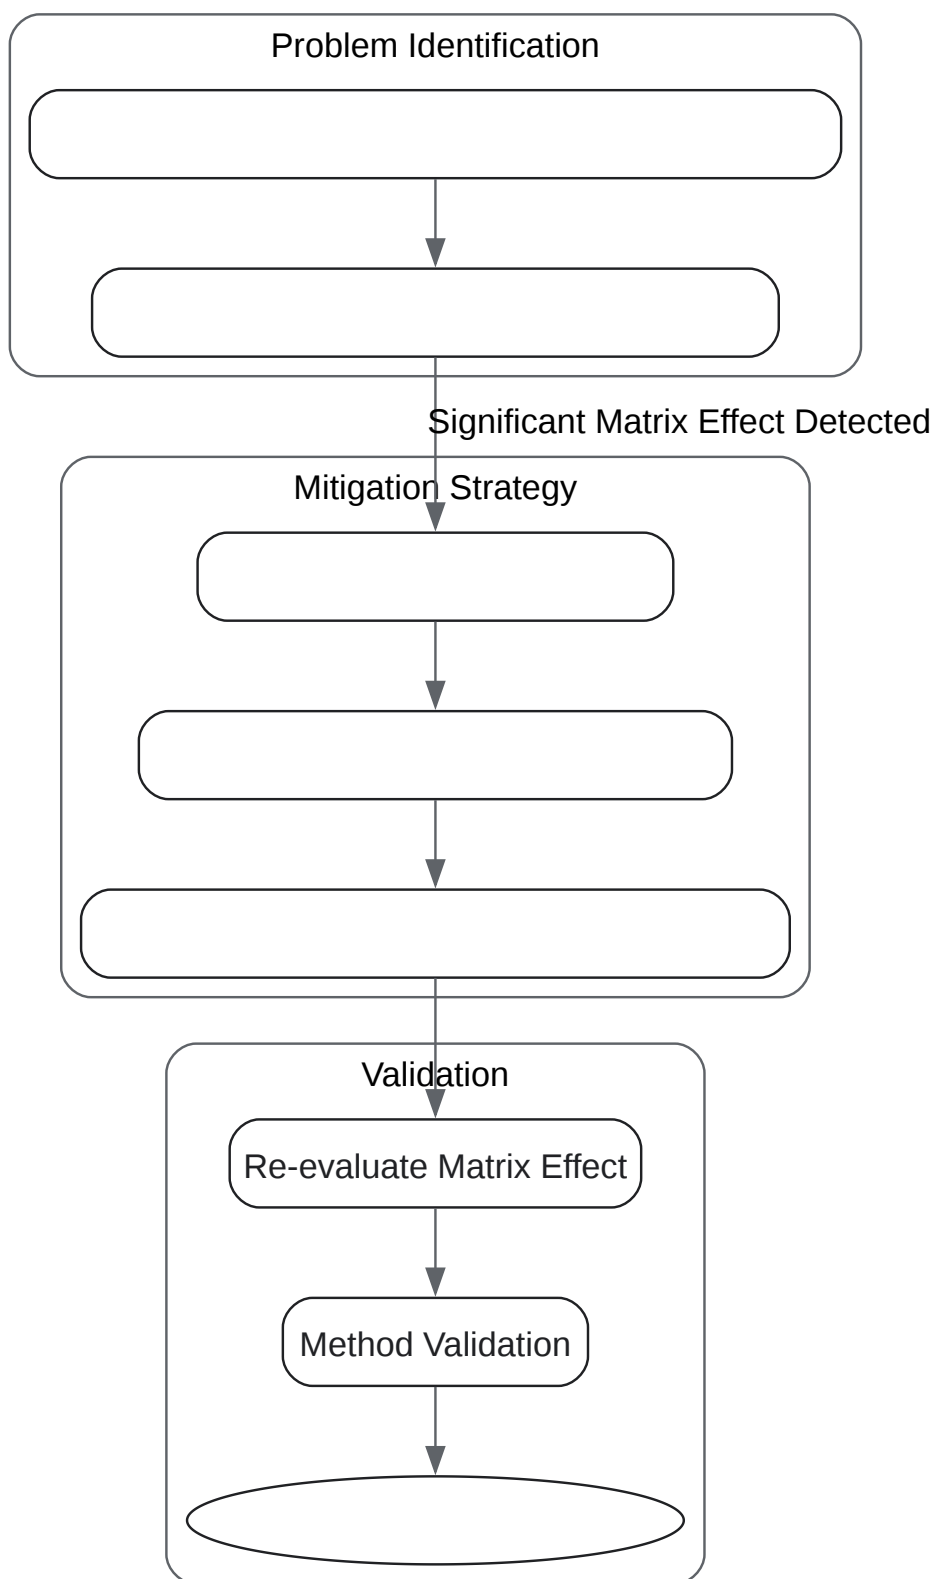 Problem Identification
Significant Matrix Effect Detected
Mitigation Strategy
Validation
Re-evaluate Matrix Effect
Method Validation